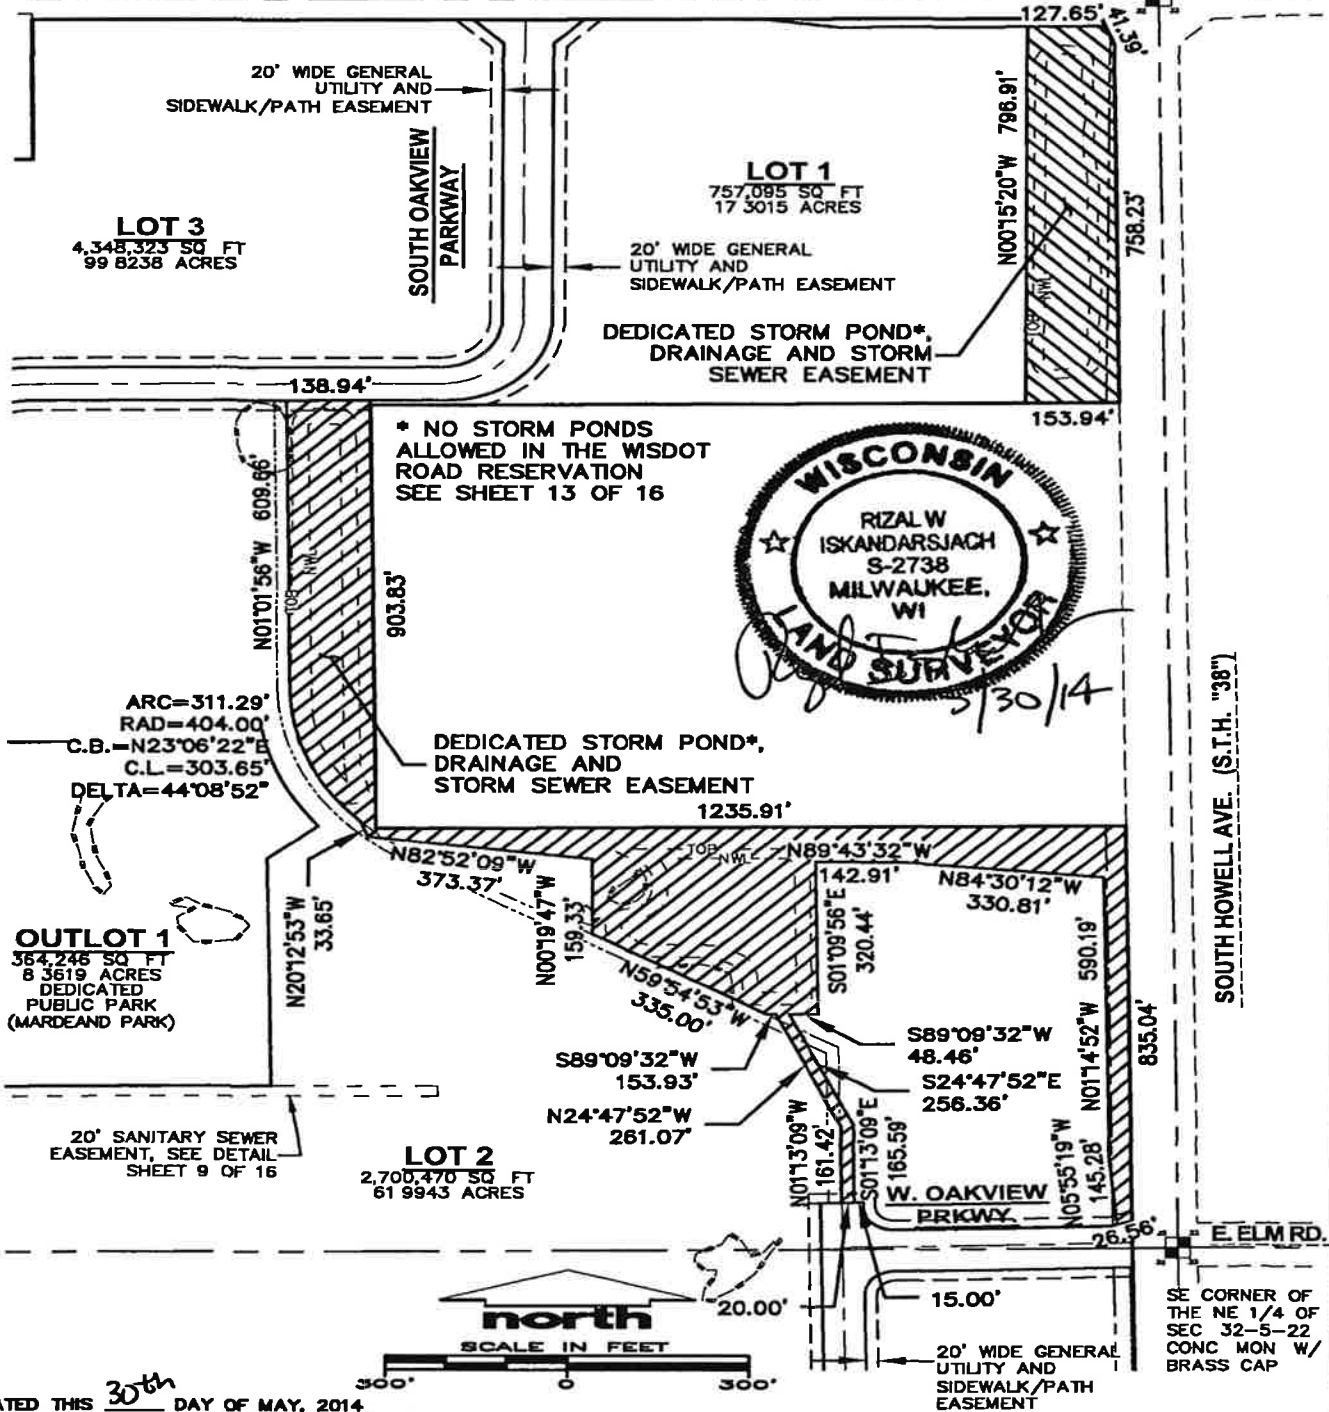 127.65'
41.39'
20' WIDE GENERAL
UTILITY AND
SIDEWALK/PATH EASEMENT
SOUTH OAKVIEW
PARKWAY
LOT 1
757,095 SQ FT
17 3015 ACRES
N00°15'20"W 796.91'
758.23'
LOT 3
4,348,323 SQ FT
99 8238 ACRES
20' WIDE GENERAL
UTILITY AND
SIDEWALK/PATH EASEMENT
TOB NWL
DEDICATED STORM POND*,
DRAINAGE AND STORM
SEWER EASEMENT
138.94'
153.94'
* NO STORM PONDS
ALLOWED IN THE WISDOT
ROAD RESERVATION
SEE SHEET 13 OF 16
WISCONSIN
RIZAL W
ISKANDARSJACH
S-2738
MILWAUKEE,
WI
LAND SURVEYOR
5/30/14
N01°01'56"W 609.66'
TOB NWL
903.83'
ARC=311.29'
RAD=404.00'
C.B.=N23°06'22"E
C.L.=303.65'
DELTA=44°08'52"
DEDICATED STORM POND*,
DRAINAGE AND
STORM SEWER EASEMENT
SOUTH HOWELL AVE. (S.T.H. "38")
1235.91'
N82°52'09"W
373.37'
TOB NWL
N89°43'32"W
142.91'
N84°30'12"W
330.81'
N20°12'53"W
33.65'
N00°19'47"W
159.33'
S01°09'56"E
320.44'
N01°14'52"W 590.19'
835.04'
OUTLOT 1
364,246 SQ FT
8 3619 ACRES
DEDICATED
PUBLIC PARK
(MARDEAND PARK)
N59°54'53"W
335.00'
S89°09'32"W
48.46'
S89°09'32"W
153.93'
S24°47'52"E
256.36'
N24°47'52"W
261.07'
20' SANITARY SEWER
EASEMENT, SEE DETAIL
SHEET 9 OF 16
LOT 2
2,700,470 SQ FT
61 9943 ACRES
N01°13'09"W
161.42'
S01°13'09"E
165.59'
N05°55'19"W
145.28'
W. OAKVIEW
PRKWY
26.56'
E. ELM RD.
20.00'
15.00'
SE CORNER OF
THE NE 1/4 OF
SEC 32-5-22
CONC MON W/
BRASS CAP
north
SCALE IN FEET
300' 0 300'
20' WIDE GENERAL
UTILITY AND
SIDEWALK/PATH
EASEMENT
ATED THIS 30th DAY OF MAY, 2014